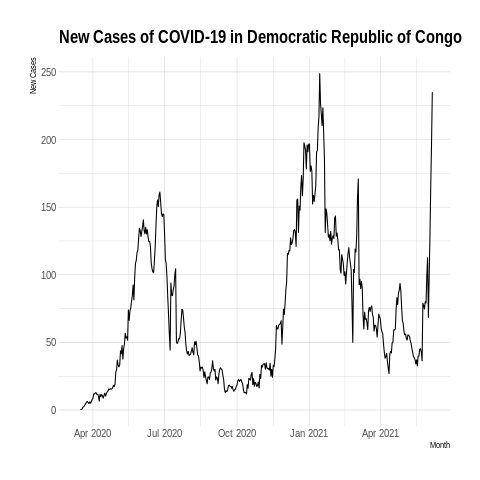 New Cases of COVID-19 in Democratic Republic of Congo
New Cases
250
200
150
100
50
0
Apr 2020
Jul 2020
Oct 2020
Jan 2021
Apr 2021
Month